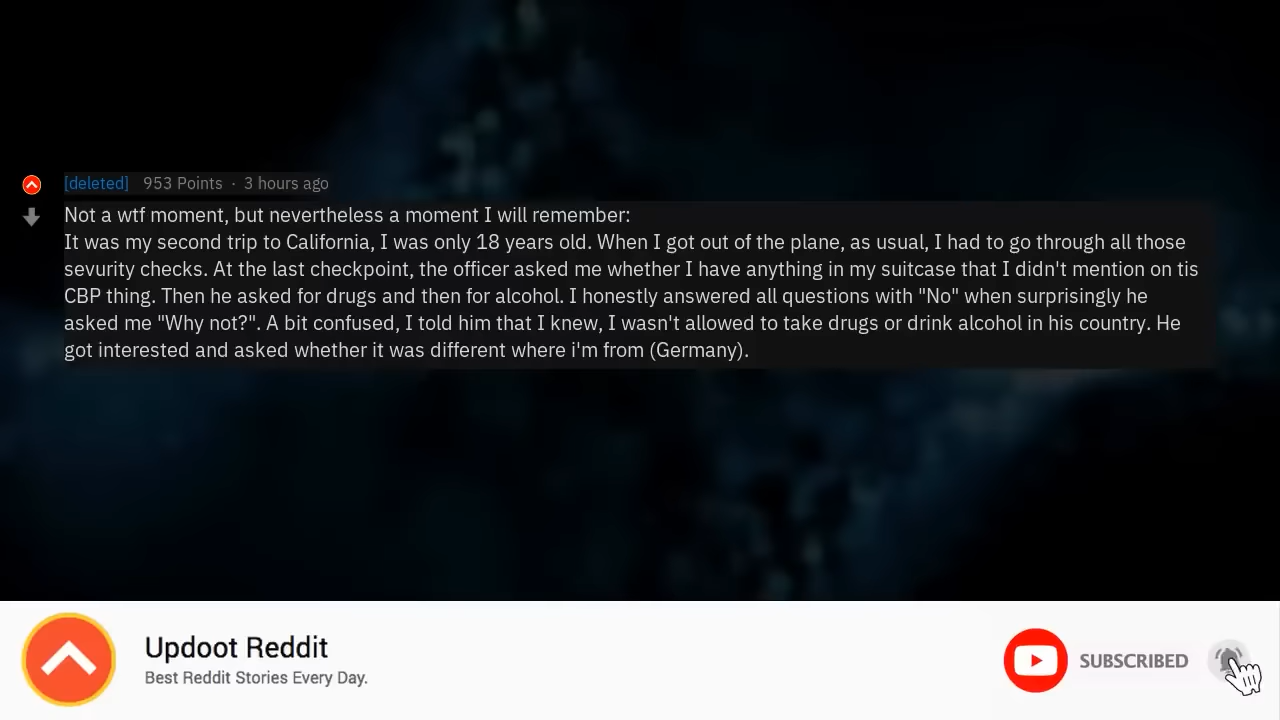 [deleted] 953 Points · 3 hours ago
Not a wtf moment, but nevertheless a moment I will remember:
It was my second trip to California, I was only 18 years old. When I got out of the plane, as usual, I had to go through all those
sevurity checks. At the last checkpoint, the officer asked me whether I have anything in my suitcase that I didn't mention on tis
CBP thing. Then he asked for drugs and then for alcohol. I honestly answered all questions with "No" when surprisingly he
asked me "Why not?". A bit confused, I told him that I knew, I wasn't allowed to take drugs or drink alcohol in his country. He
got interested and asked whether it was different where i'm from (Germany).
Updoot Reddit
Best Reddit Stories Every Day.
SUBSCRIBED